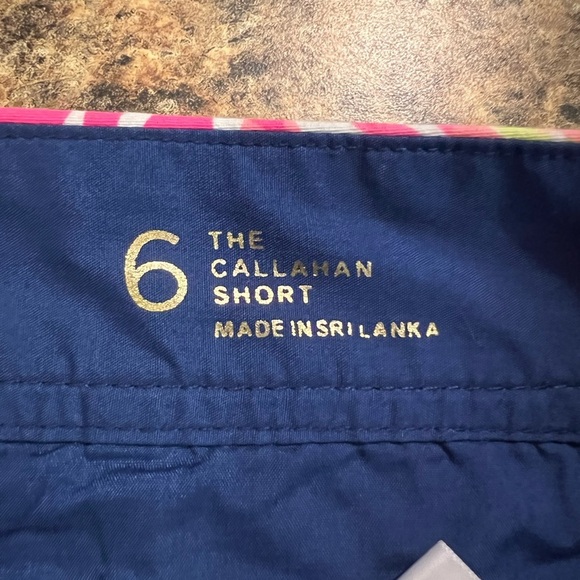 6
THE
CALLAHAN
SHORT
MADE IN SRI LANKA